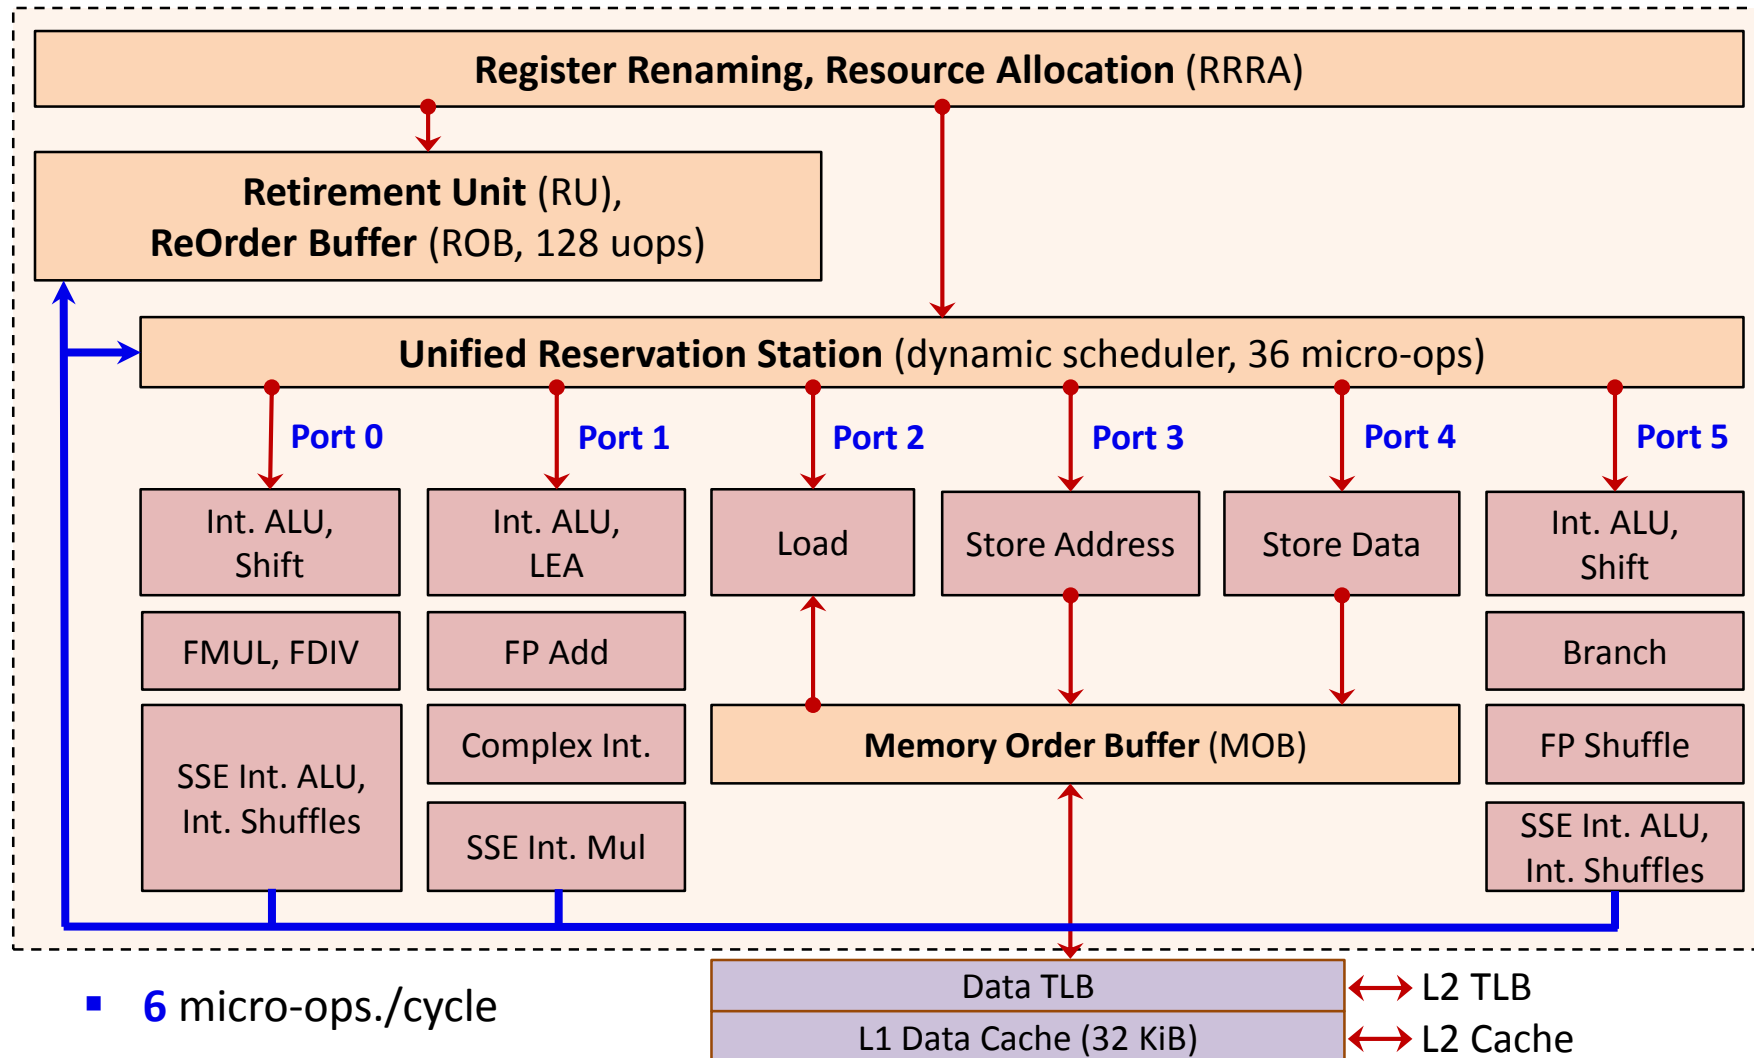 Register Renaming, Resource Allocation (RRRA)
Retirement Unit (RU),
ReOrder Buffer (ROB, 128 uops)
Unified Reservation Station (dynamic scheduler, 36 micro-ops)
Port 0
Port 1
Port 2
Port 3
Port 4
Port 5
Int. ALU,
Shift
Int. ALU,
LEA
Load
Store Address
Store Data
Int. ALU,
Shift
FMUL, FDIV
FP Add
Branch
SSE Int. ALU,
Int. Shuffles
Complex Int.
Memory Order Buffer (MOB)
FP Shuffle
SSE Int. Mul
SSE Int. ALU,
Int. Shuffles
▪ 6 micro-ops./cycle
Data TLB
L2 TLB
L1 Data Cache (32 KiB)
L2 Cache